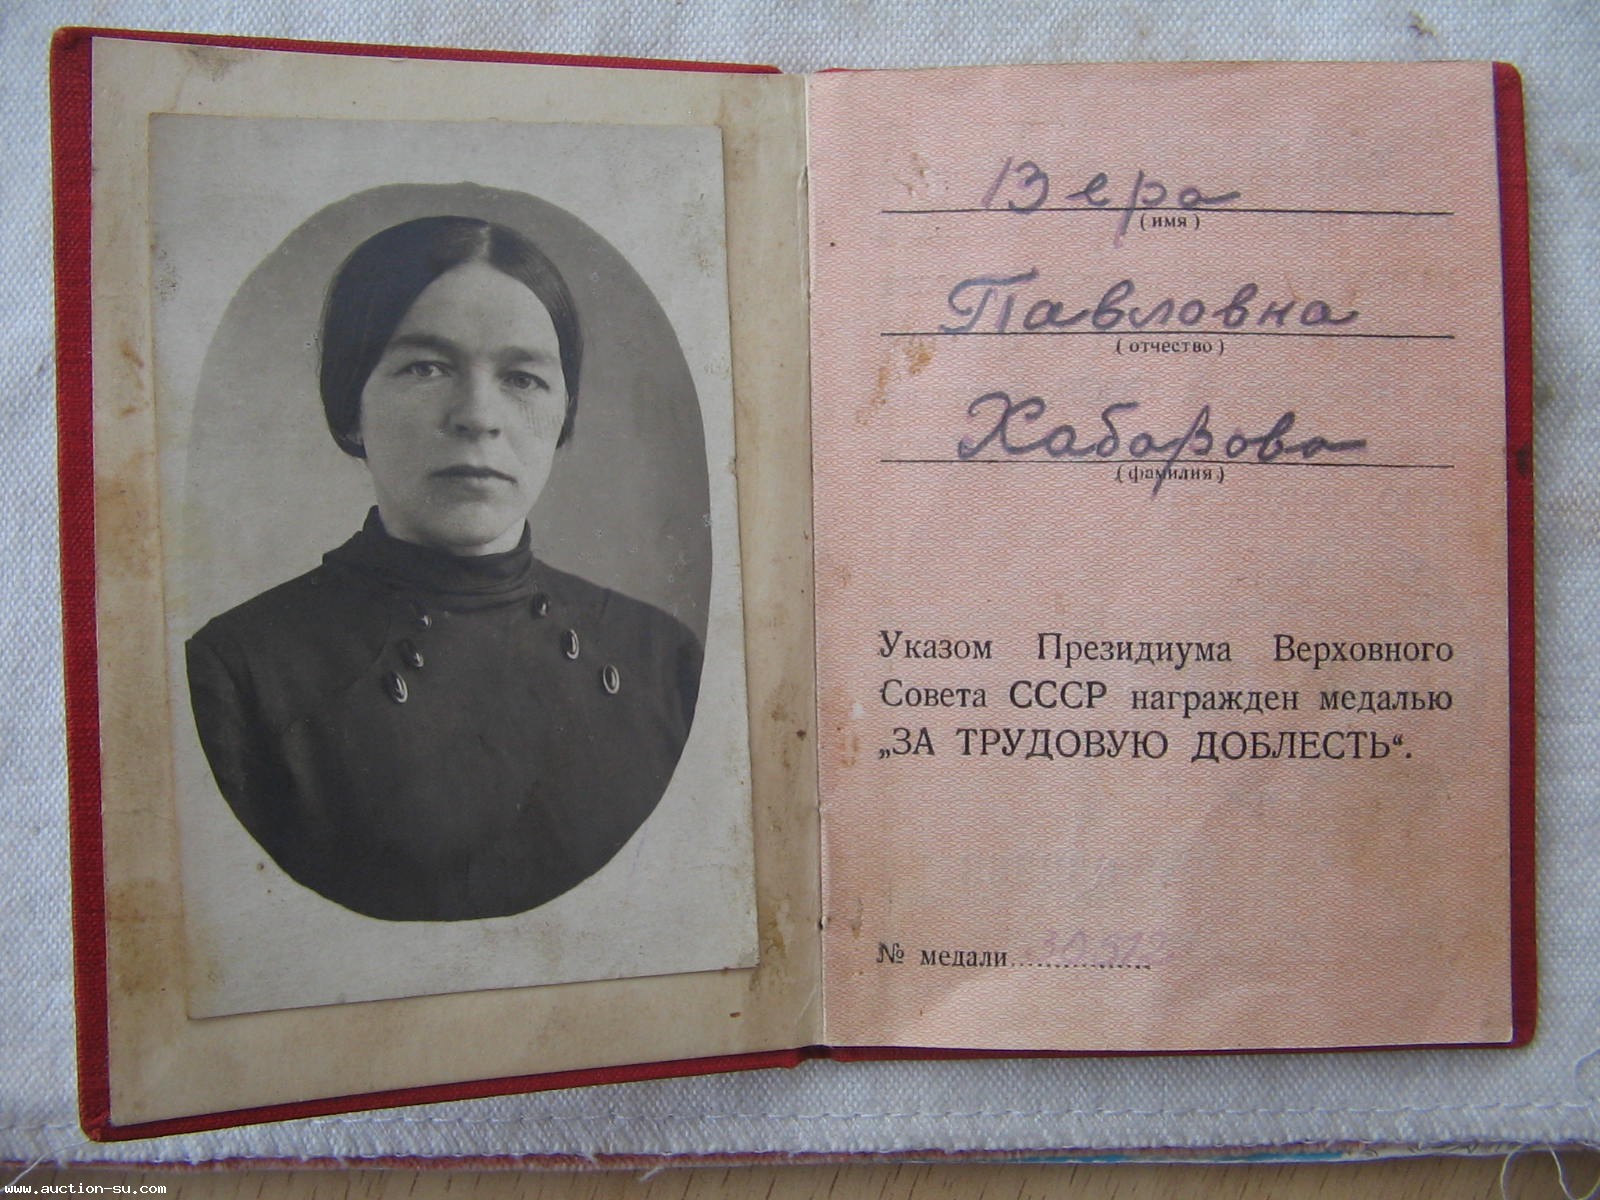 Вера
(имя)
Павловна
(отчество)
Хабарова
(фамилия)
Указом Президиума Верховного
Совета СССР награжден медалью
„ЗА ТРУДОВУЮ ДОБЛЕСТЬ“.
№ медали
www.auction-su.com